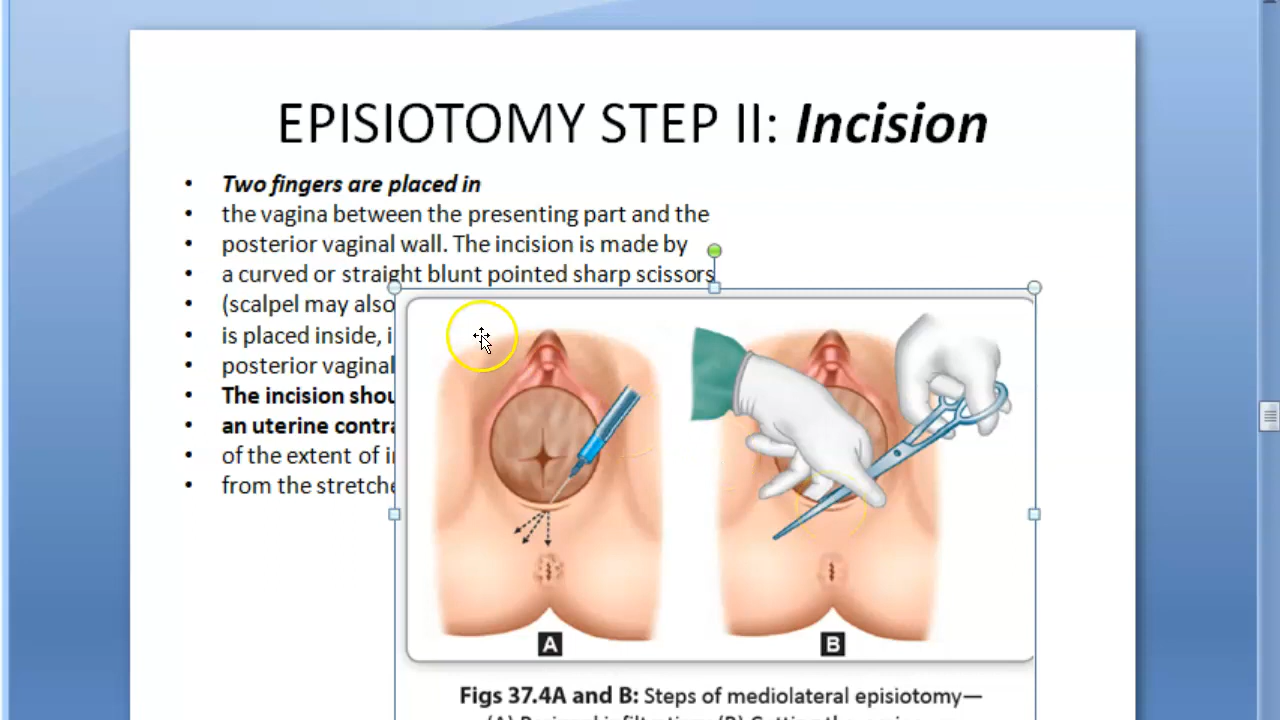 EPISIOTOMY STEP II: Incision
• Two fingers are placed in
• the vagina between the presenting part and the
• posterior vaginal wall. The incision is made by
• a curved or straight blunt pointed sharp scissors
• (scalpel may also
• is placed inside, i
• posterior vaginal
• The incision shou
• an uterine contra
• of the extent of i
• from the stretche
A
B
Figs 37.4A and B: Steps of mediolateral episiotomy—